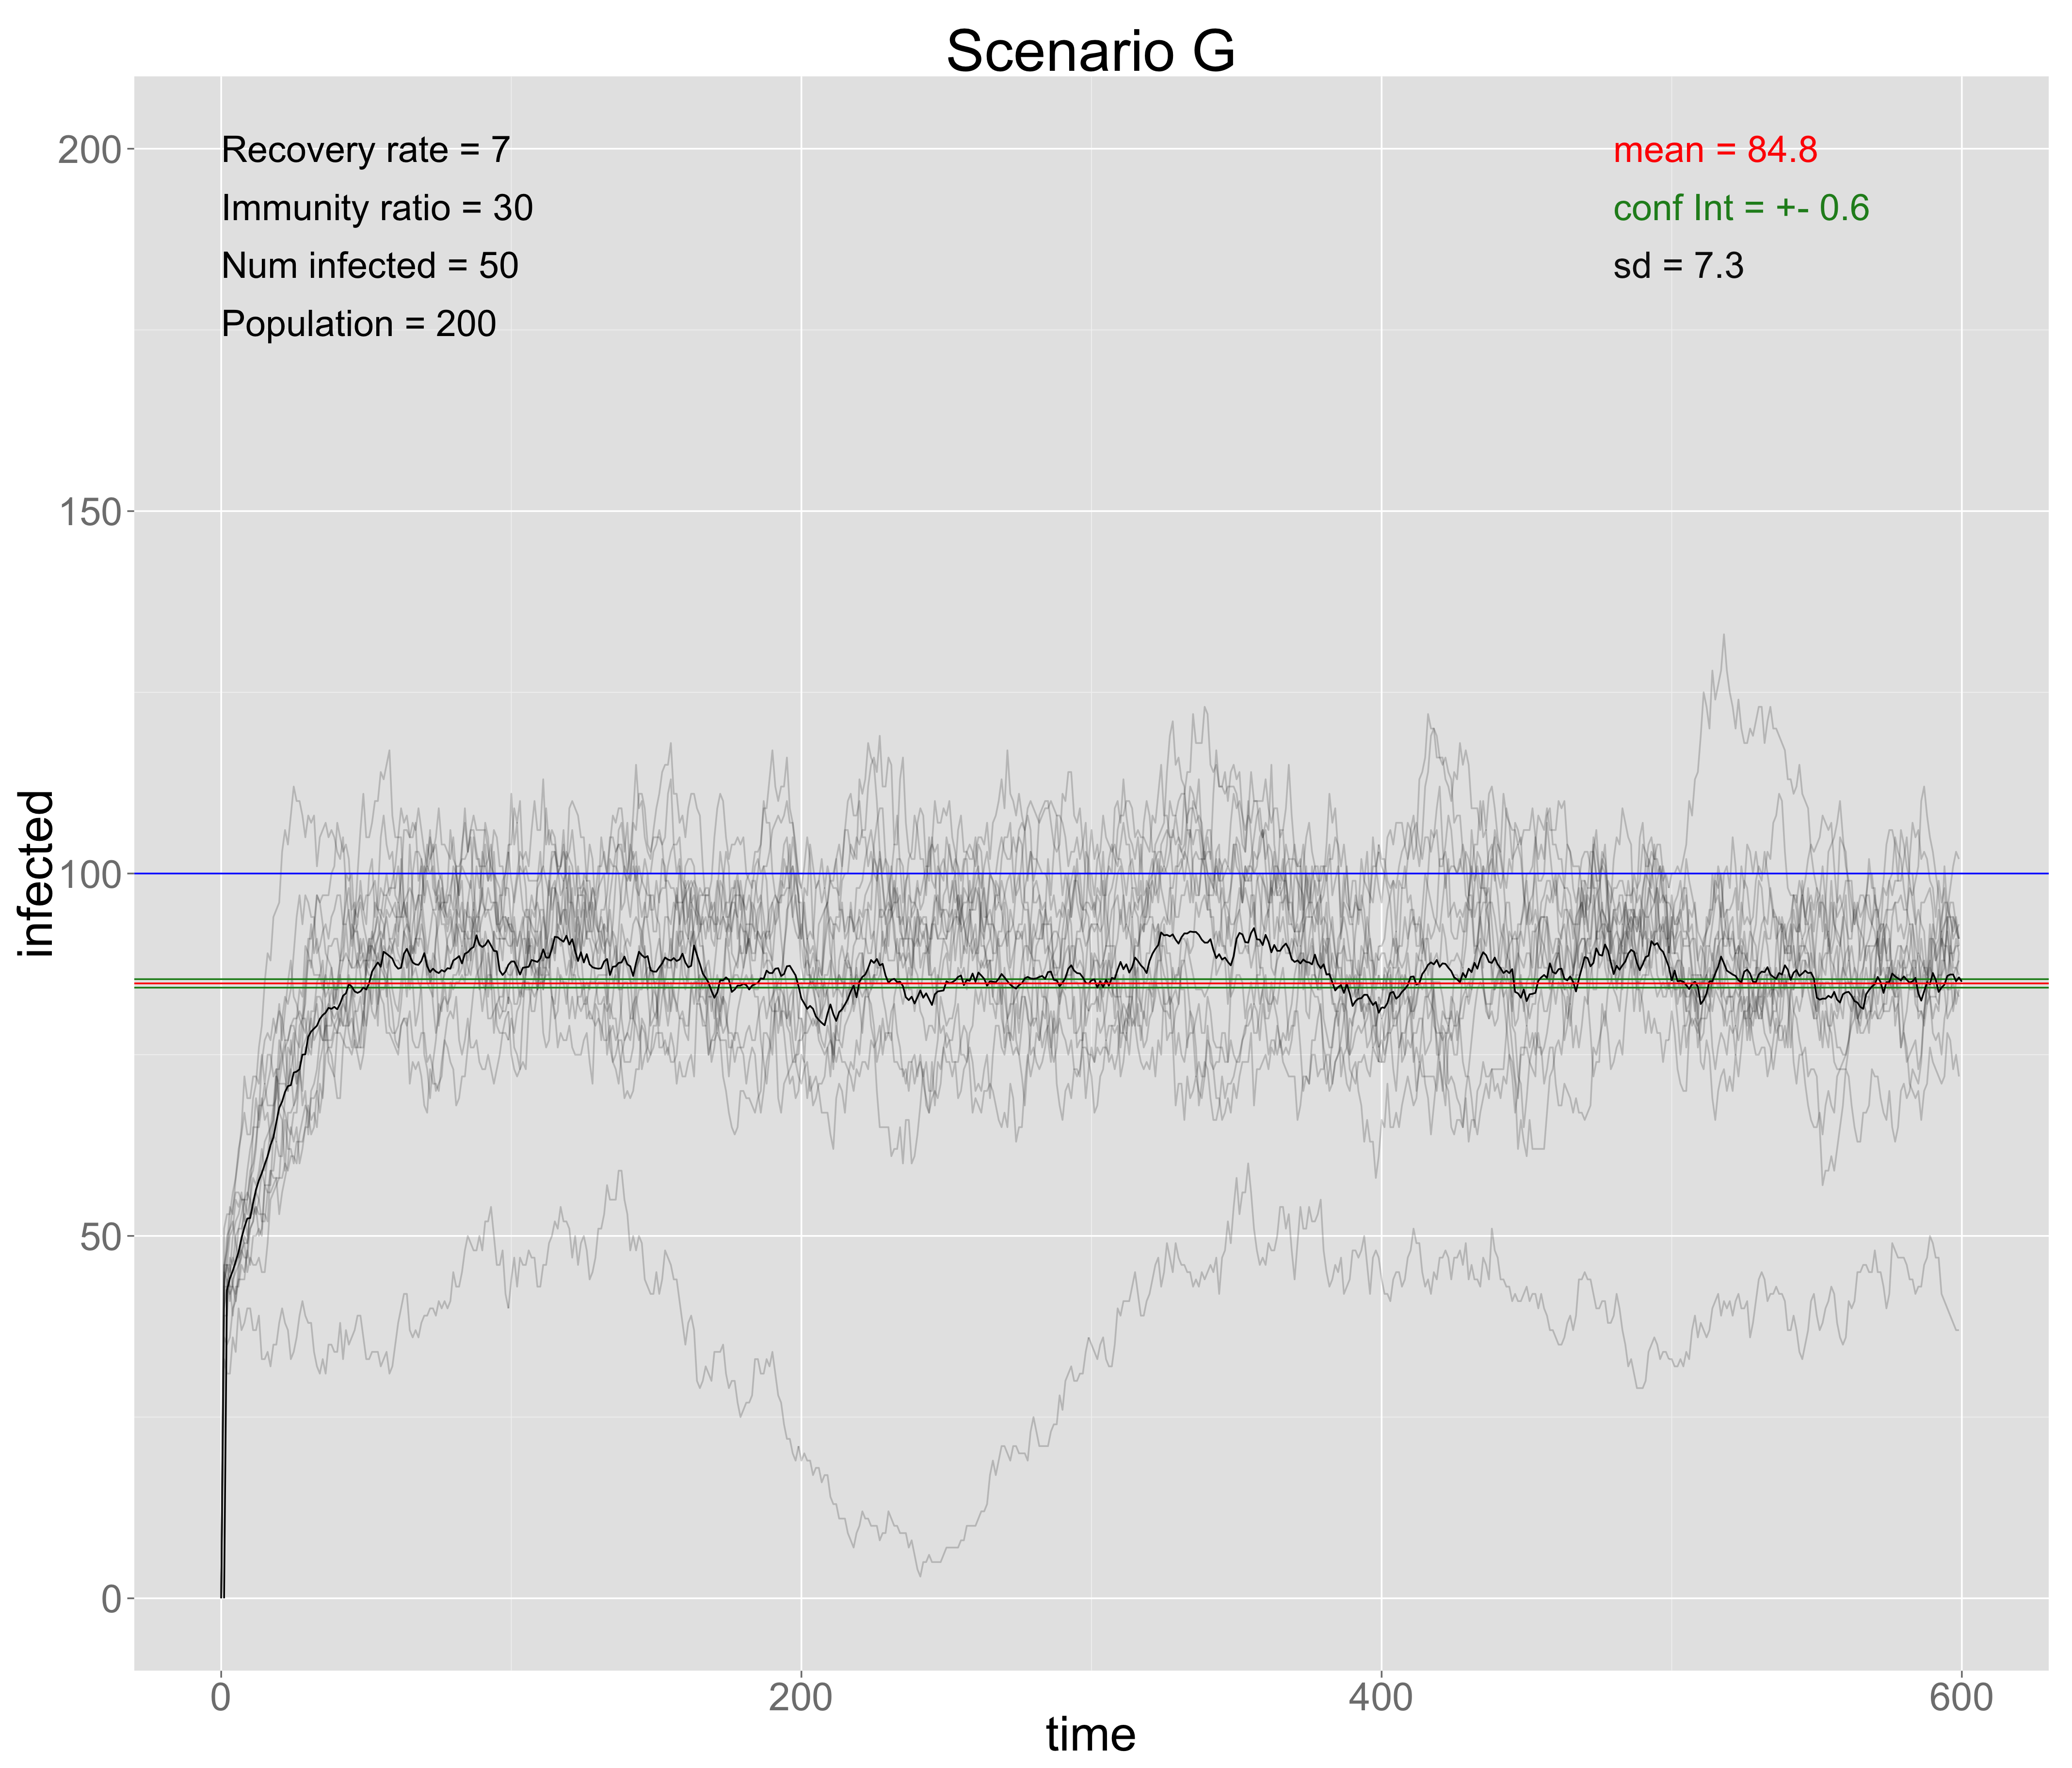 Scenario G
200
150
100
50
0
infected
Recovery rate = 7
Immunity ratio = 30
Num infected = 50
Population = 200
mean = 84.8
conf Int = +- 0.6
sd = 7.3
0 200 400 600
time